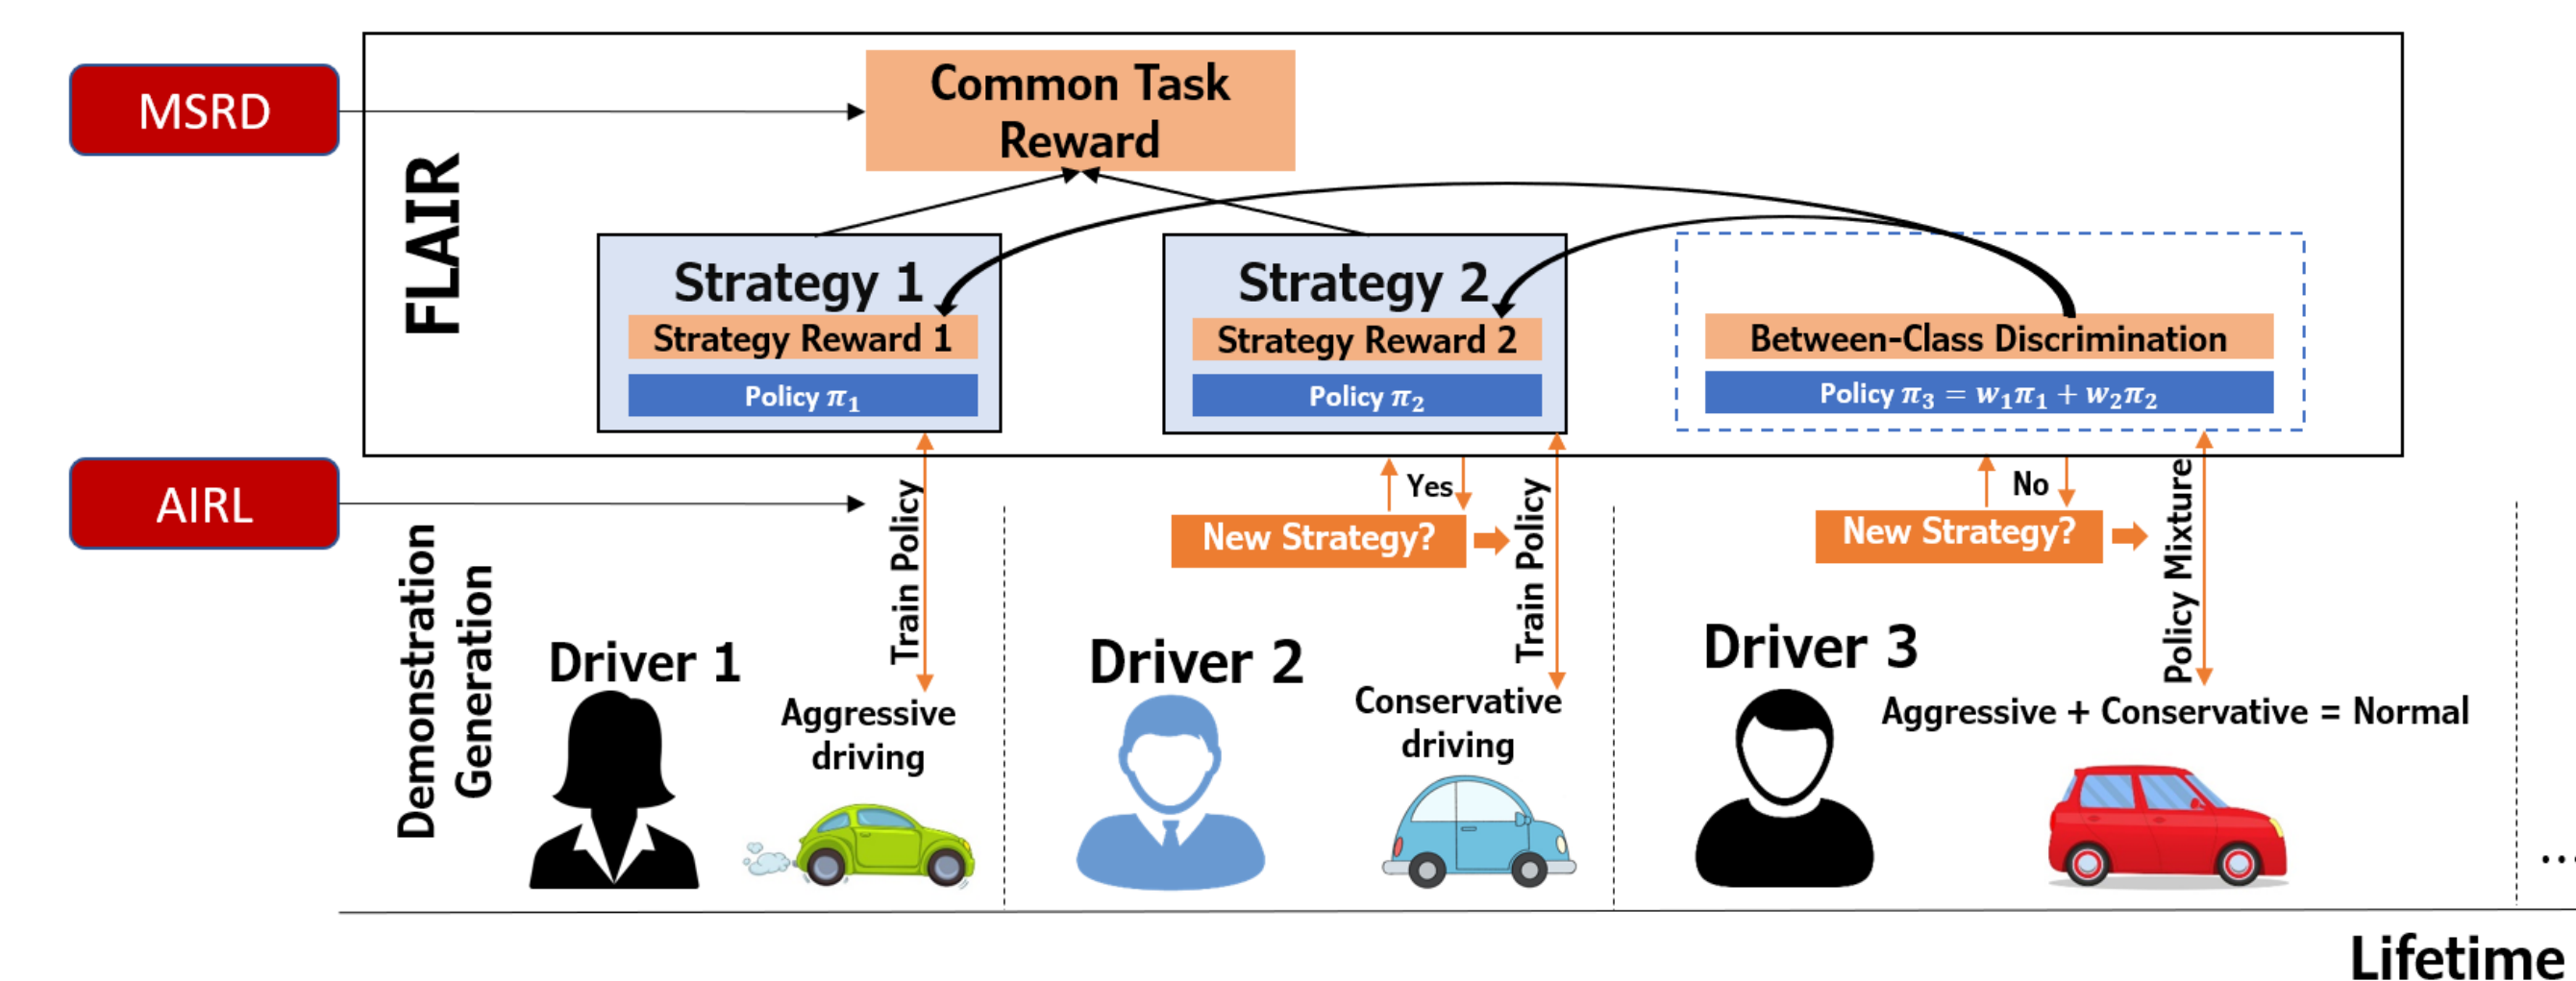 MSRD
Common Task
Reward
FLAIR
Strategy 1
Strategy Reward 1
Policy π₁
Strategy 2
Strategy Reward 2
Policy π₂
Between-Class Discrimination
Policy π₃ = w₁π₁ + w₂π₂
AIRL
Demonstration
Generation
Driver 1
Train Policy
Aggressive
driving
Yes
New Strategy?
Train Policy
Driver 2
Conservative
driving
No
New Strategy?
Policy Mixture
Driver 3
Aggressive + Conservative = Normal
...
Lifetime